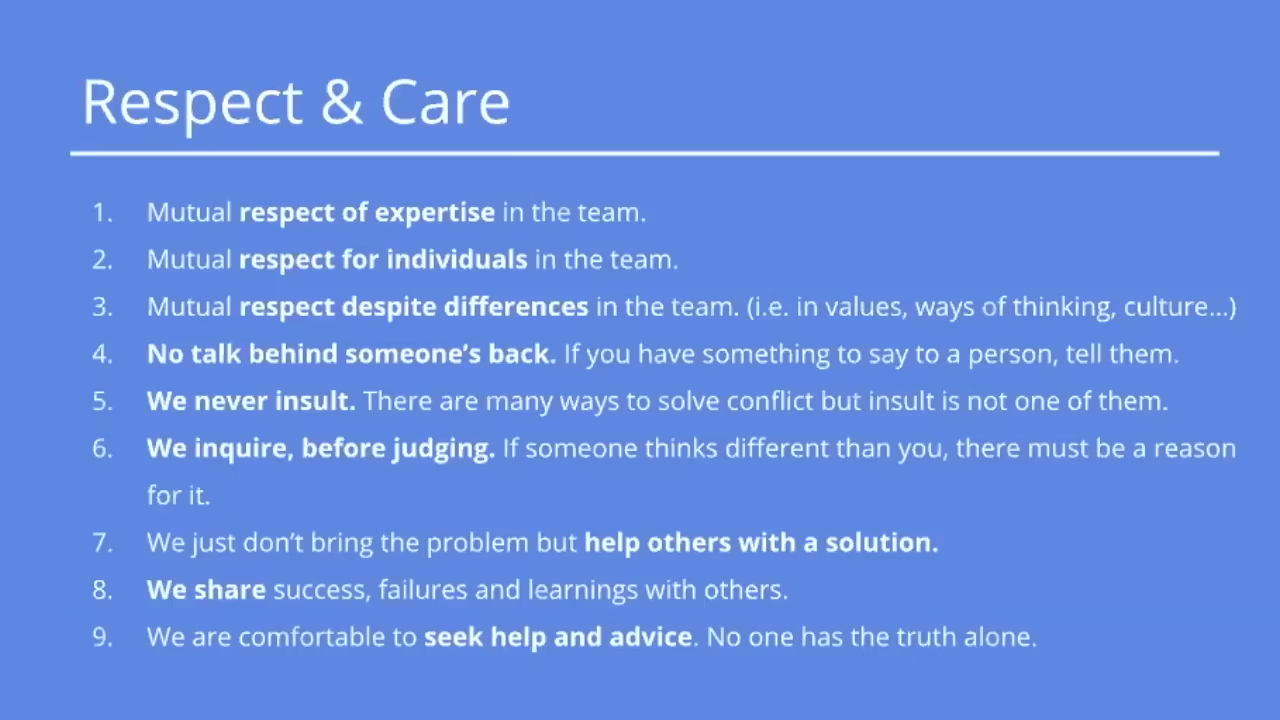 Respect & Care
1. Mutual respect of expertise in the team.
2. Mutual respect for individuals in the team.
3. Mutual respect despite differences in the team. (i.e. in values, ways of thinking, culture...)
4. No talk behind someone’s back. If you have something to say to a person, tell them.
5. We never insult. There are many ways to solve conflict but insult is not one of them.
6. We inquire, before judging. If someone thinks different than you, there must be a reason
for it.
7. We just don’t bring the problem but help others with a solution.
8. We share success, failures and learnings with others.
9. We are comfortable to seek help and advice. No one has the truth alone.